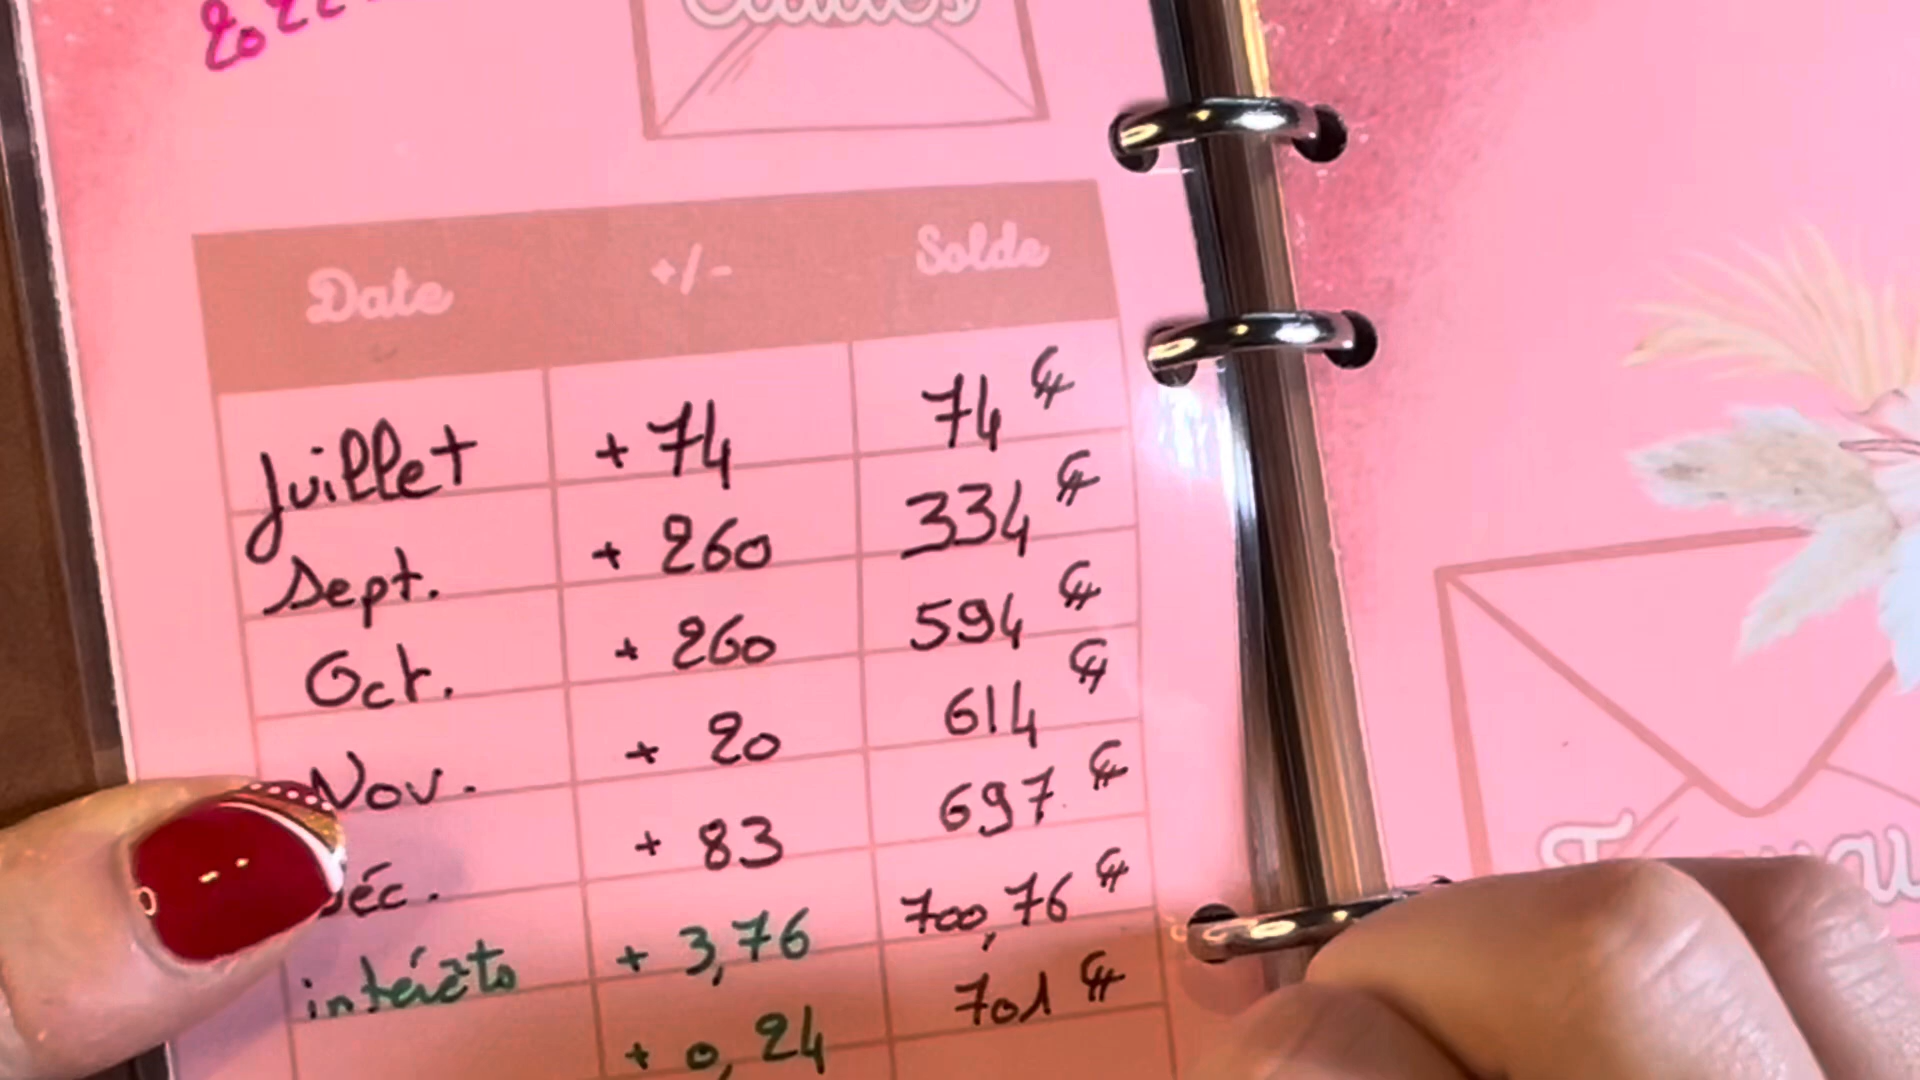 Date +/- Solde
Juillet + 74 74 €
Sept. + 260 334 €
Oct. + 260 594 €
Nov. + 20 614 €
Déc. + 83 697 €
intérêts + 3,76 700,76 €
+ 0,24 701 €